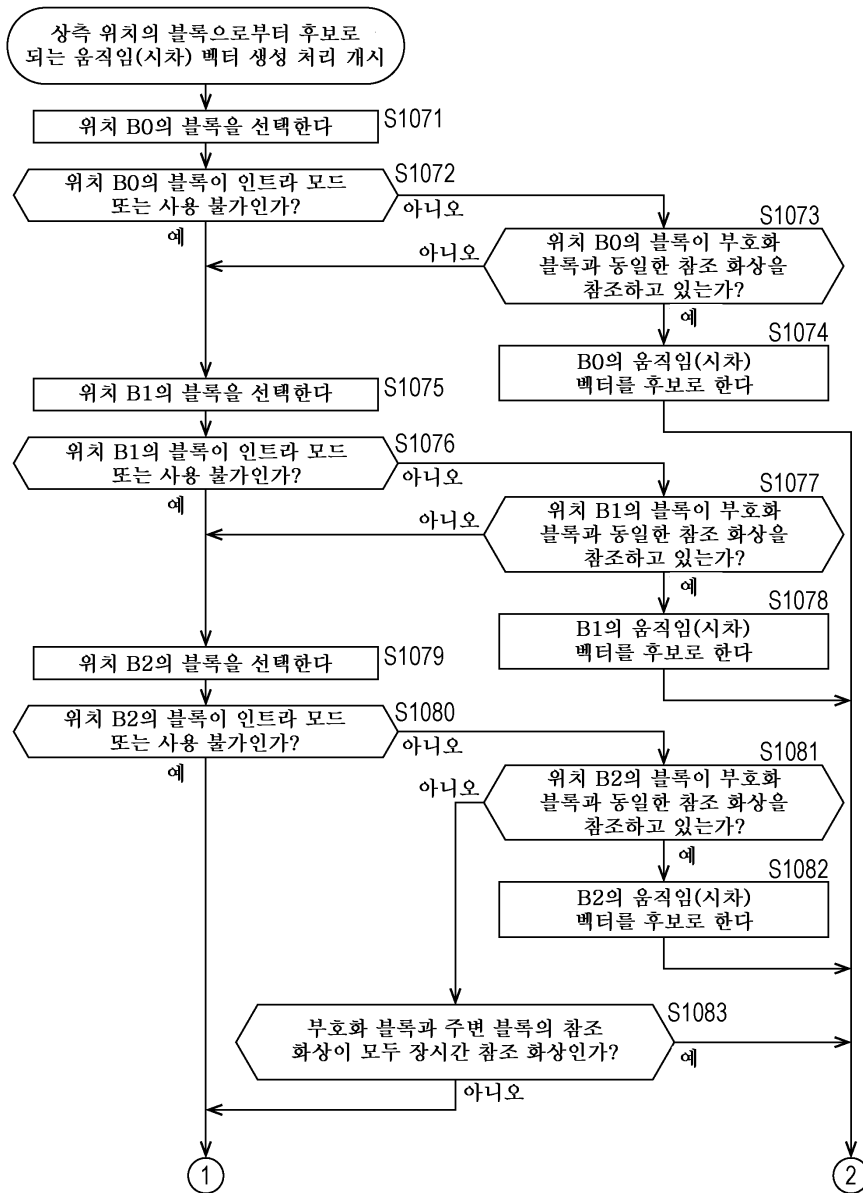 상측 위치의 블록으로부터 후보로
되는 움직임(시차) 벡터 생성 처리 개시
위치 B0의 블록을 선택한다
S1071
위치 B0의 블록이 인트라 모드
또는 사용 불가인가?
S1072
아니오
예
S1073
위치 B0의 블록이 부호화
블록과 동일한 참조 화상을
참조하고 있는가?
아니오
예
S1074
B0의 움직임(시차)
벡터를 후보로 한다
위치 B1의 블록을 선택한다
S1075
위치 B1의 블록이 인트라 모드
또는 사용 불가인가?
S1076
아니오
예
S1077
위치 B1의 블록이 부호화
블록과 동일한 참조 화상을
참조하고 있는가?
아니오
예
S1078
B1의 움직임(시차)
벡터를 후보로 한다
위치 B2의 블록을 선택한다
S1079
위치 B2의 블록이 인트라 모드
또는 사용 불가인가?
S1080
아니오
예
S1081
위치 B2의 블록이 부호화
블록과 동일한 참조 화상을
참조하고 있는가?
아니오
예
S1082
B2의 움직임(시차)
벡터를 후보로 한다
부호화 블록과 주변 블록의 참조
화상이 모두 장시간 참조 화상인가?
S1083
예
아니오
1
2